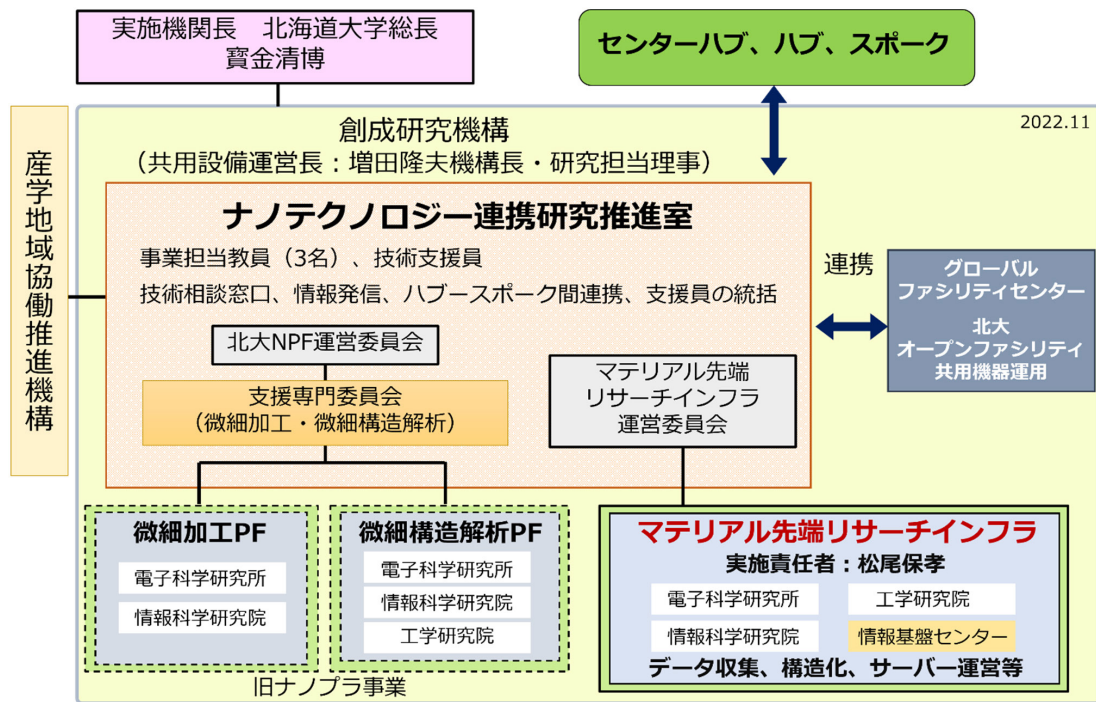 実施機関長　北海道大学総長
寳金清博
センターハブ、ハブ、スポーク
2022.11
産学地域協働推進機構
創成研究機構
（共用設備運営長：増田隆夫機構長・研究担当理事）
ナノテクノロジー連携研究推進室
事業担当教員（3名）、技術支援員
技術相談窓口、情報発信、ハブースポーク間連携、支援員の統括
連携
グローバル
ファシリティセンター
北大
オープンファシリティ
共用機器運用
北大NPF運営委員会
支援専門委員会
（微細加工・微細構造解析）
マテリアル先端
リサーチインフラ
運営委員会
微細加工PF
電子科学研究所
情報科学研究院
微細構造解析PF
電子科学研究所
情報科学研究院
工学研究院
旧ナノプラ事業
マテリアル先端リサーチインフラ
実施責任者：松尾保孝
電子科学研究所
工学研究院
情報科学研究院
情報基盤センター
データ収集、構造化、サーバー運営等